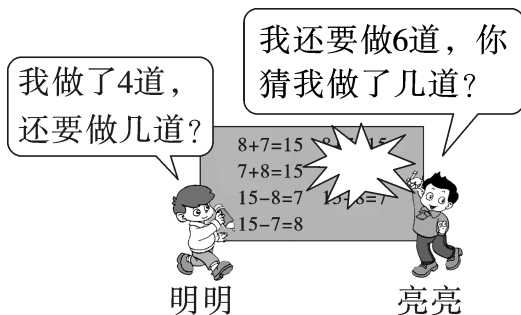 我还要做6道，你
猜我做了几道？
我做了4道，
还要做几道？
8+7=15
7+8=15
15-8=7
15-7=8
明明
亮亮